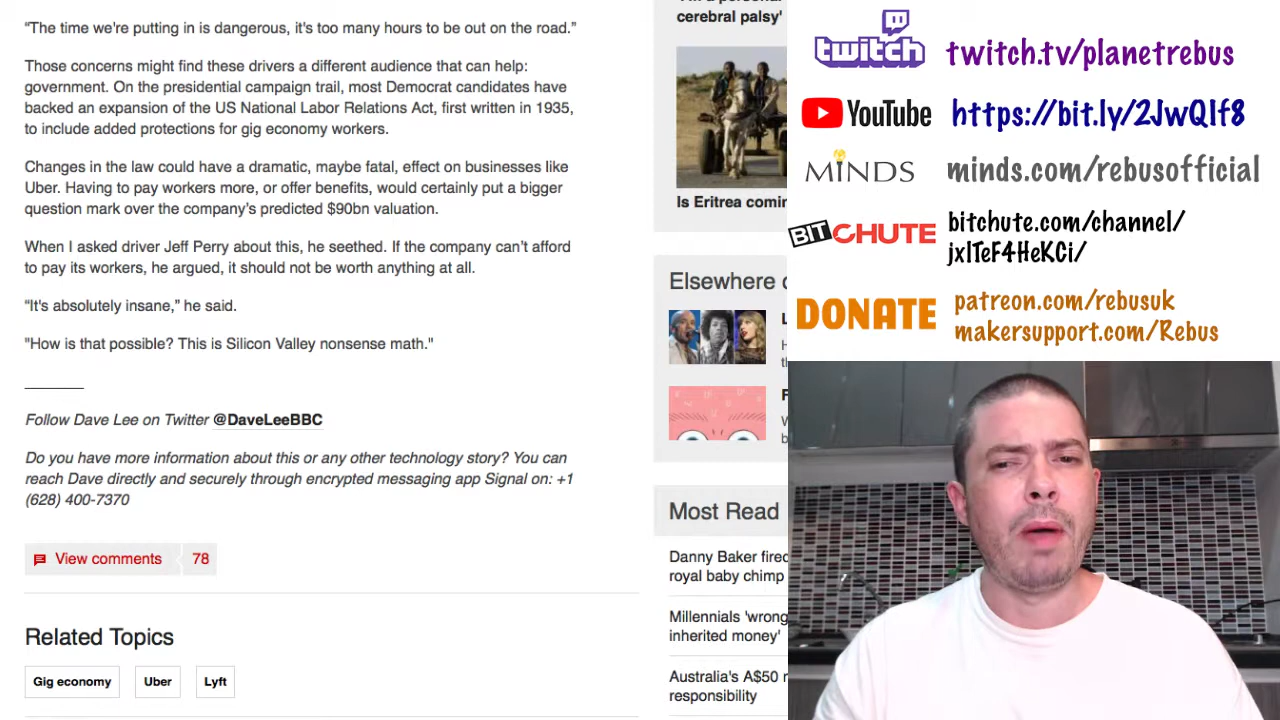 “The time we're putting in is dangerous, it's too many hours to be out on the road.”
Those concerns might find these drivers a different audience that can help:
government. On the presidential campaign trail, most Democrat candidates have
backed an expansion of the US National Labor Relations Act, first written in 1935,
to include added protections for gig economy workers.
Changes in the law could have a dramatic, maybe fatal, effect on businesses like
Uber. Having to pay workers more, or offer benefits, would certainly put a bigger
question mark over the company’s predicted $90bn valuation.
When I asked driver Jeff Perry about this, he seethed. If the company can’t afford
to pay its workers, he argued, it should not be worth anything at all.
“It's absolutely insane,” he said.
"How is that possible? This is Silicon Valley nonsense math."
Follow Dave Lee on Twitter @DaveLeeBBC
Do you have more information about this or any other technology story? You can
reach Dave directly and securely through encrypted messaging app Signal on: +1
(628) 400-7370
View comments 78
Related Topics
Gig economy
Uber
Lyft
cerebral palsy'
Is Eritrea
Elsewhere
Most Read
Danny Baker fired
royal baby chimp
Millennials 'wrong
inherited money'
Australia's A$50
responsibility
twitch twitch.tv/planetrebus
YouTube https://bit.ly/2JwQIf8
MINDS minds.com/rebusofficial
BITCHUTE bitchute.com/channel/
jxITeF4HeKCi/
DONATE patreon.com/rebusuk
makersupport.com/Rebus